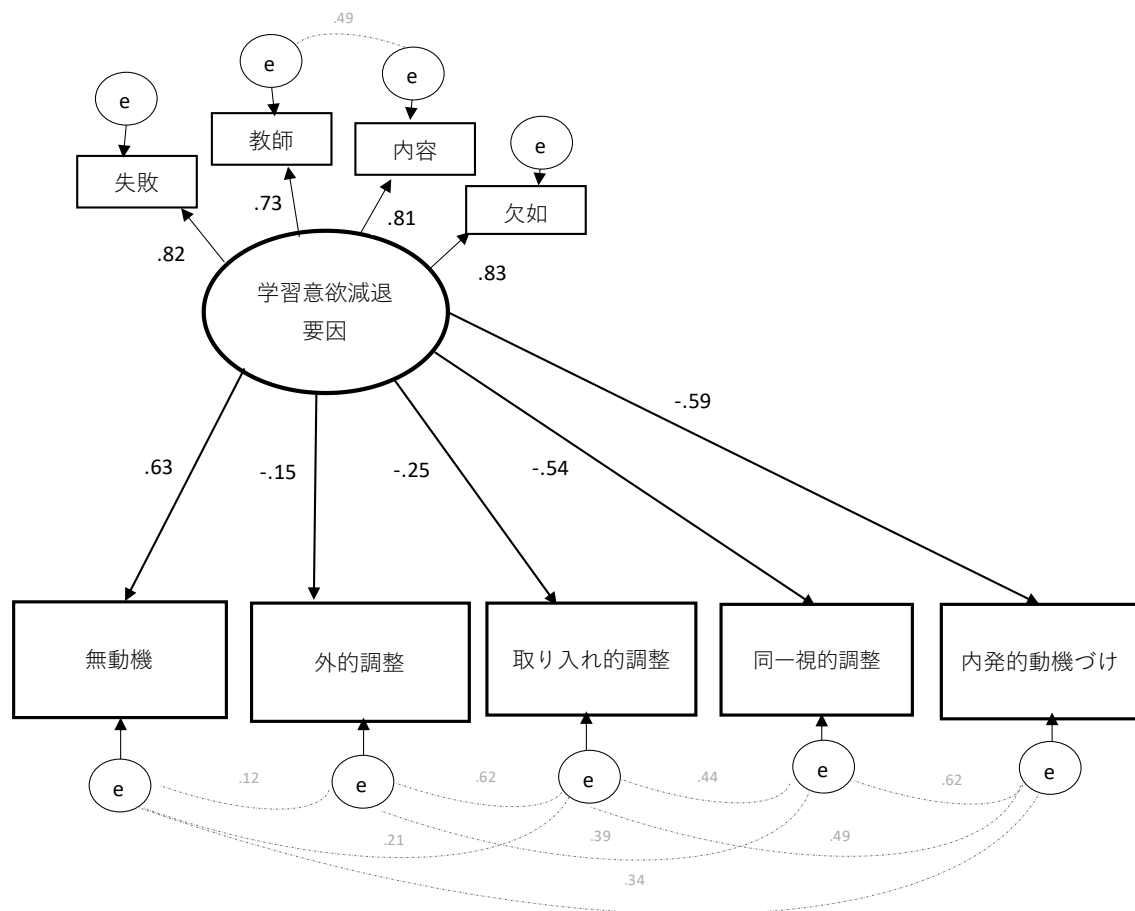 .49
e
e
e
e
教師
内容
失敗
欠如
.73
.81
.82
.83
学習意欲減退
要因
-.59
.63
-.15
-.25
-.54
無動機
外的調整
取り入れ的調整
同一視的調整
内発的動機づけ
e
e
e
e
e
.12
.62
.44
.62
.21
.39
.49
.34